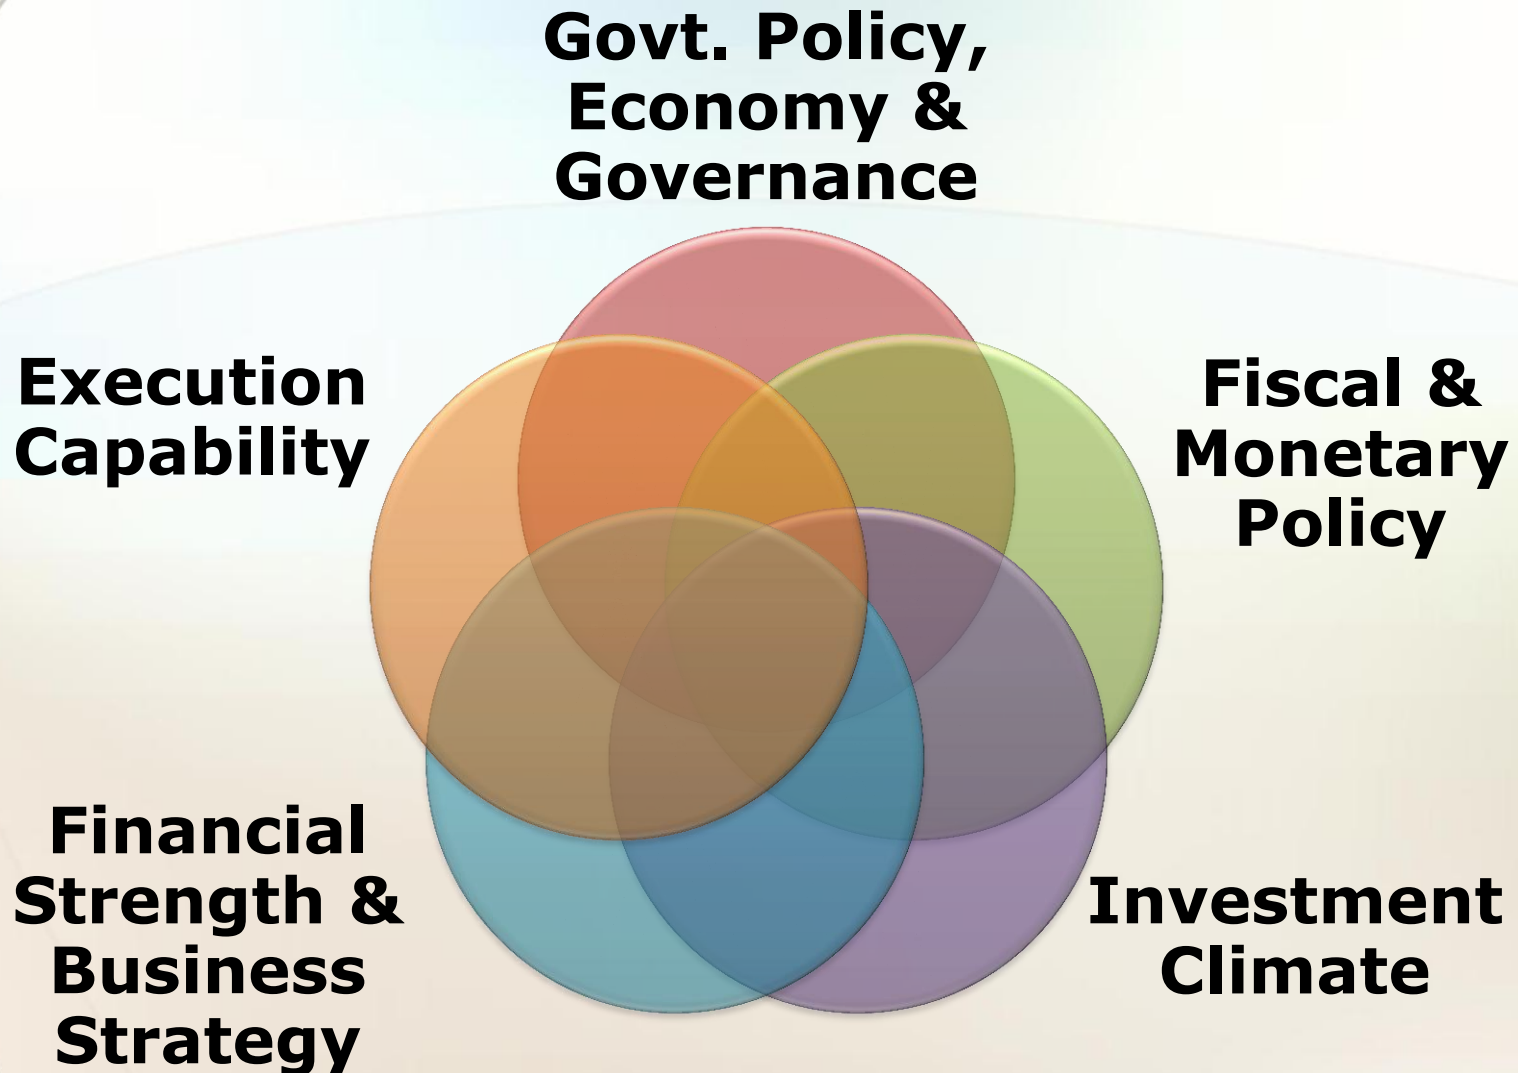 Govt. Policy,
Economy &
Governance
Execution
Capability
Fiscal &
Monetary
Policy
Financial
Strength &
Business
Strategy
Investment
Climate